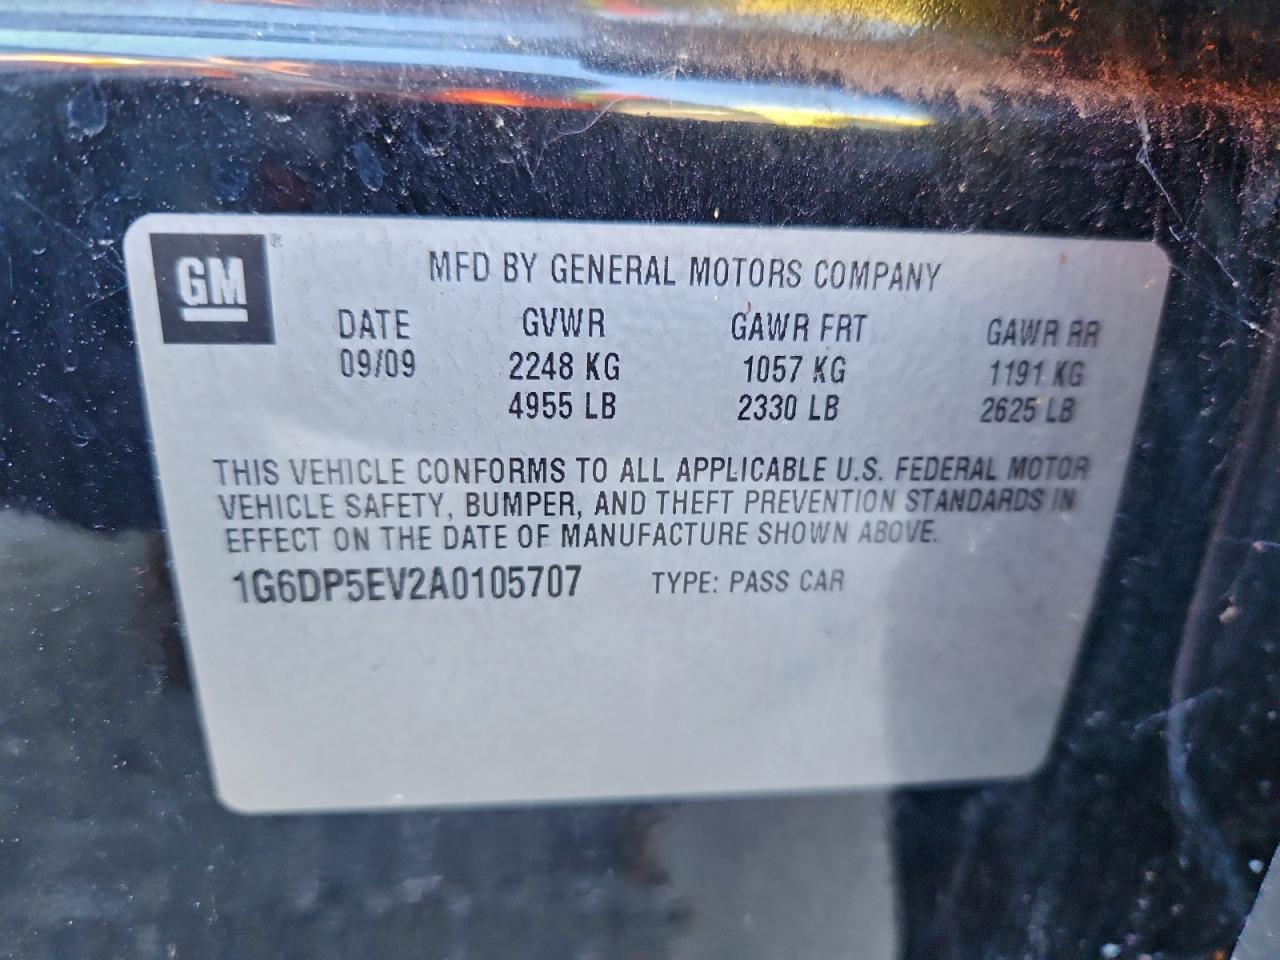 GM
MFD BY GENERAL MOTORS COMPANY
DATE GVWR GAWR FRT GAWR RR
09/09 2248 KG 1057 KG 1191 KG
4955 LB 2330 LB 2625 LB
THIS VEHICLE CONFORMS TO ALL APPLICABLE U.S. FEDERAL MOTOR
VEHICLE SAFETY, BUMPER, AND THEFT PREVENTION STANDARDS IN
EFFECT ON THE DATE OF MANUFACTURE SHOWN ABOVE.
1G6DP5EV2A0105707 TYPE: PASS CAR